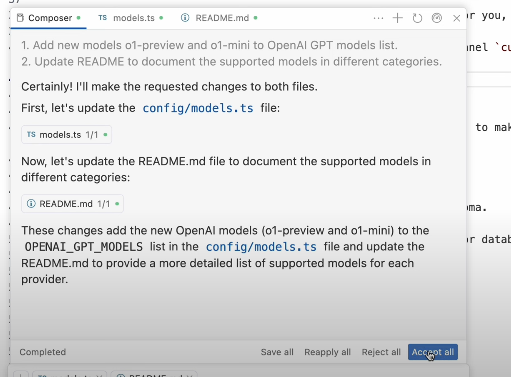 Composer
TS models.ts
README.md
1. Add new models o1-preview and o1-mini to OpenAI GPT models list.
2. Update README to document the supported models in different categories.
Certainly! I'll make the requested changes to both files.
First, let's update the config/models.ts file:
TS models.ts 1/1
Now, let's update the README.md file to document the supported models in
different categories:
README.md 1/1
These changes add the new OpenAI models (o1-preview and o1-mini) to the
OPENAI_GPT_MODELS list in the config/models.ts file and update the
README.md to provide a more detailed list of supported models for each
provider.
Completed
Save all
Reapply all
Reject all
Accept all
or you,
to mak